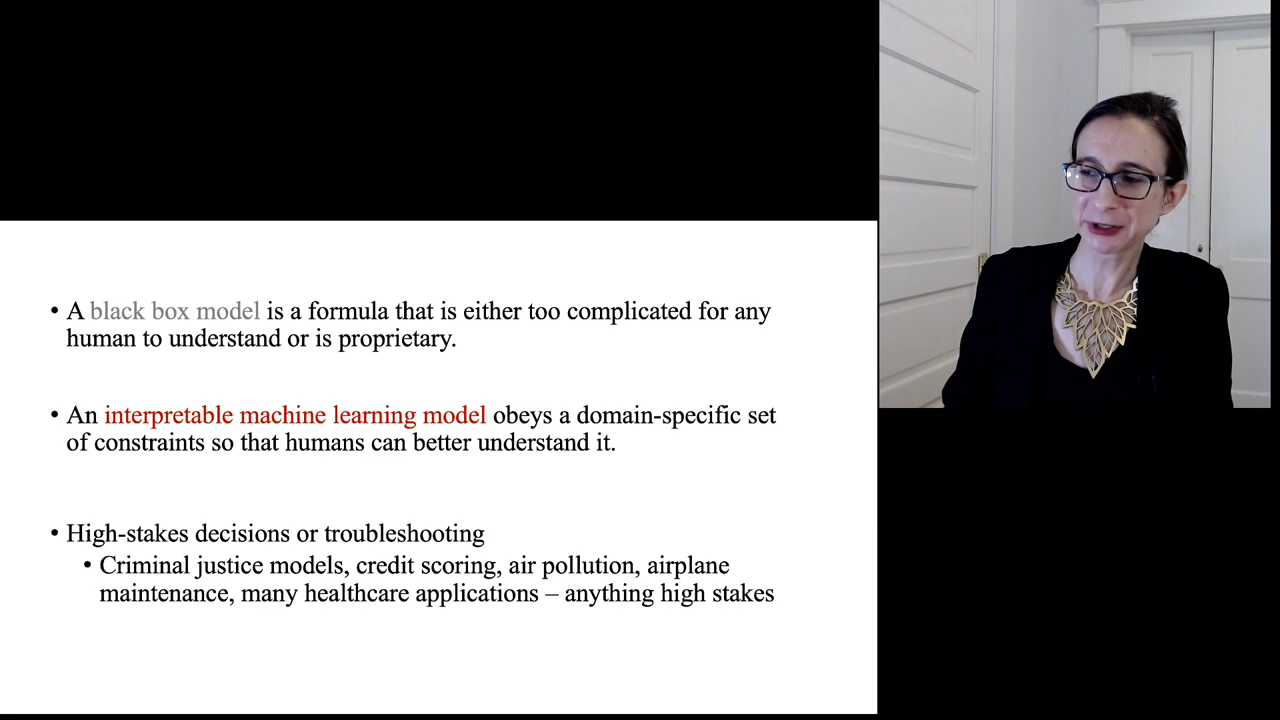 • A black box model is a formula that is either too complicated for any
human to understand or is proprietary.
• An interpretable machine learning model obeys a domain-specific set
of constraints so that humans can better understand it.
• High-stakes decisions or troubleshooting
• Criminal justice models, credit scoring, air pollution, airplane
maintenance, many healthcare applications – anything high stakes